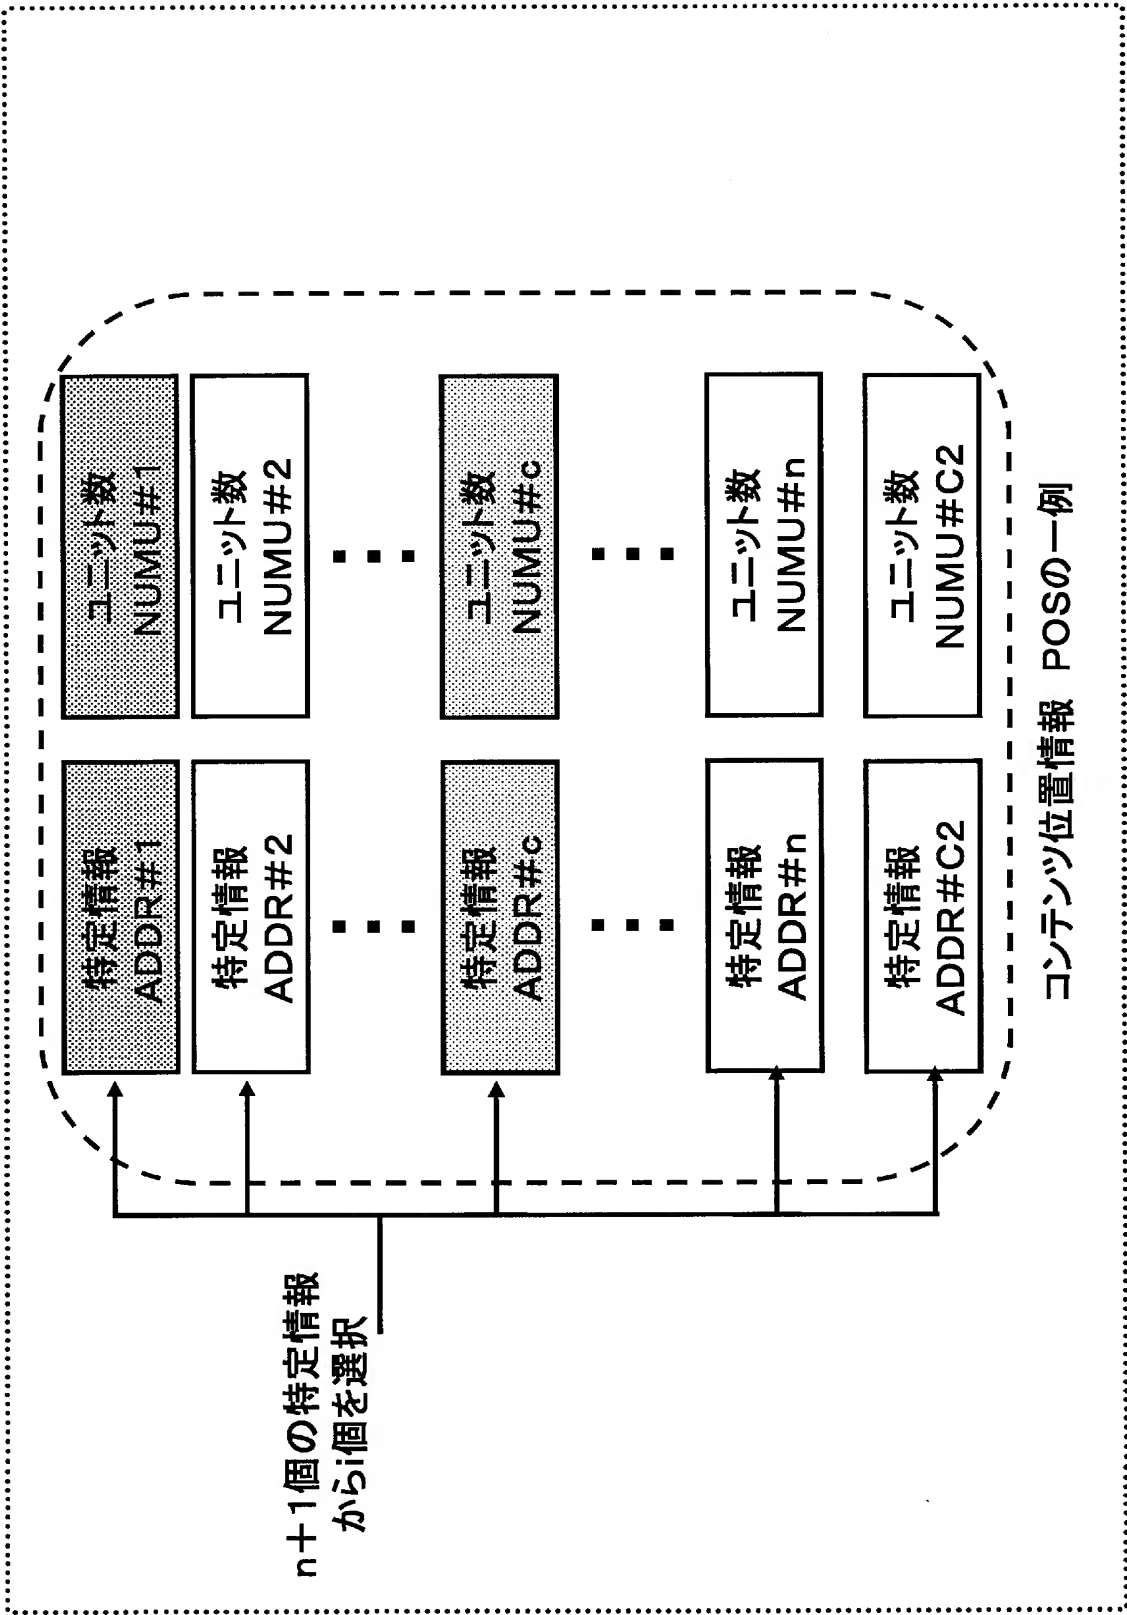 n+1個の特定情報
からi個を選択
特定情報
ADDR#1
ユニット数
NUMU#1
特定情報
ADDR#2
ユニット数
NUMU#2
特定情報
ADDR#c
ユニット数
NUMU#c
特定情報
ADDR#n
ユニット数
NUMU#n
特定情報
ADDR#C2
ユニット数
NUMU#C2
コンテンツ位置情報 POSの一例